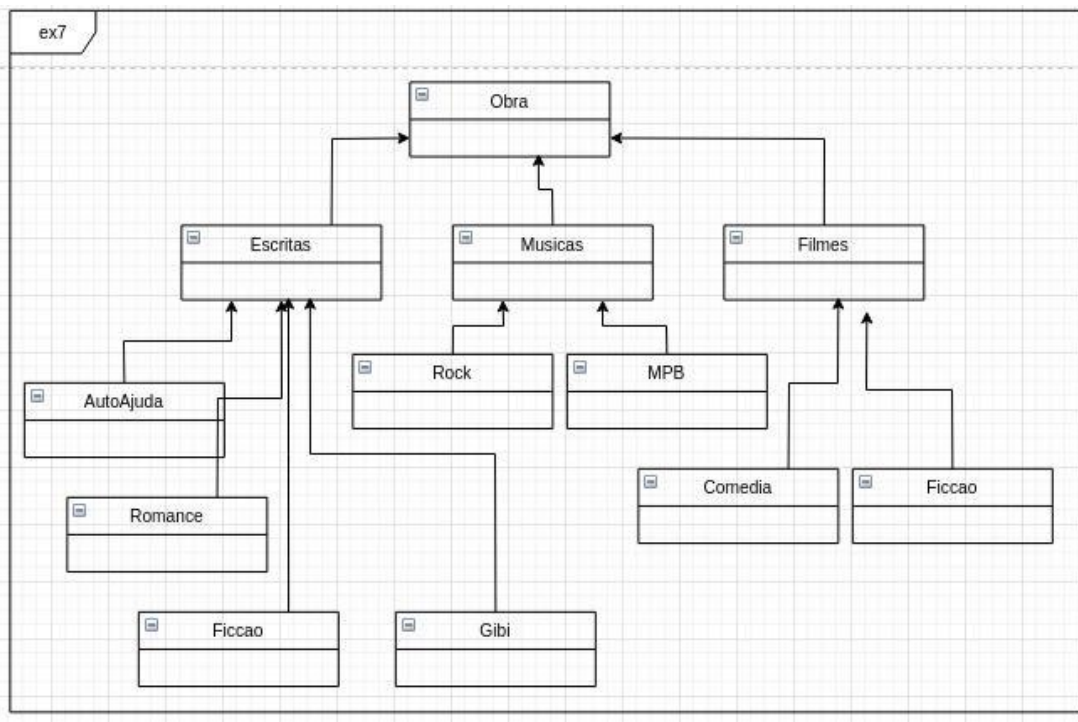 ex7
Obra
Escritas
Musicas
Filmes
Rock
MPB
AutoAjuda
Comedia
Ficcao
Romance
Ficcao
Gibi